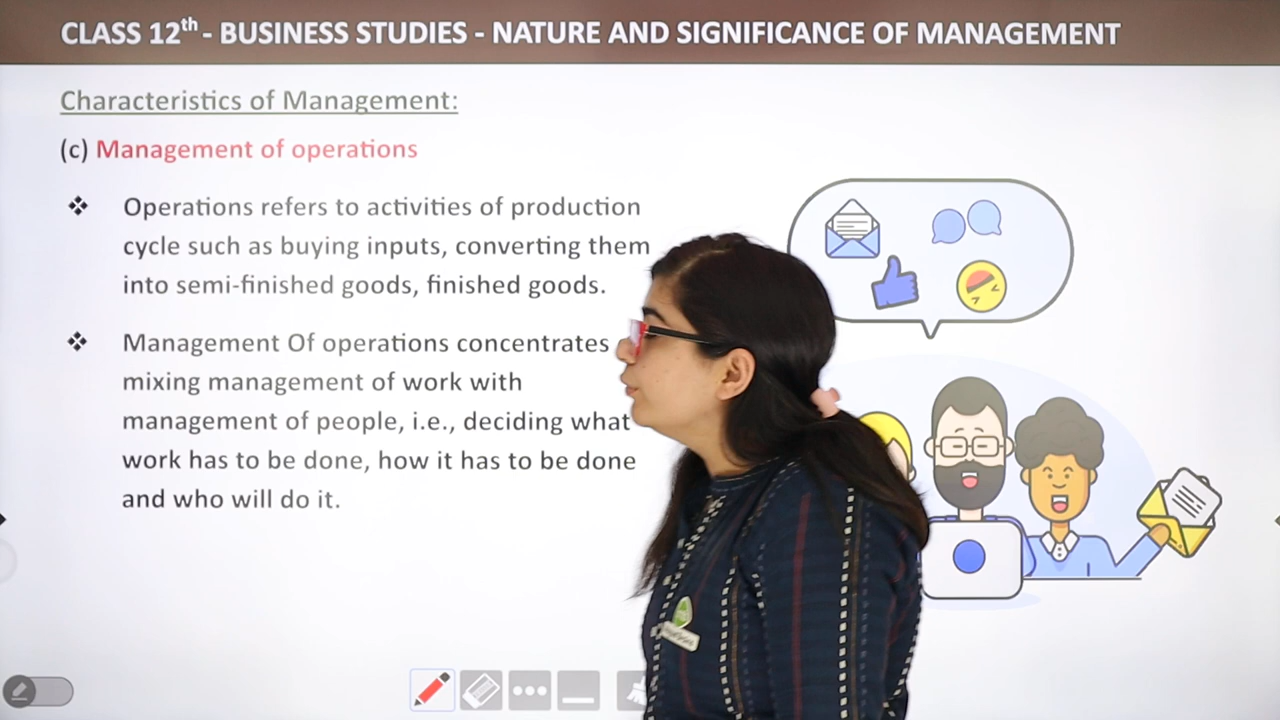 CLASS 12th - BUSINESS STUDIES - NATURE AND SIGNIFICANCE OF MANAGEMENT
Characteristics of Management:
(c) Management of operations
❖ Operations refers to activities of production
cycle such as buying inputs, converting them
into semi-finished goods, finished goods.
❖ Management Of operations concentrates
mixing management of work with
management of people, i.e., deciding what
work has to be done, how it has to be done
and who will do it.